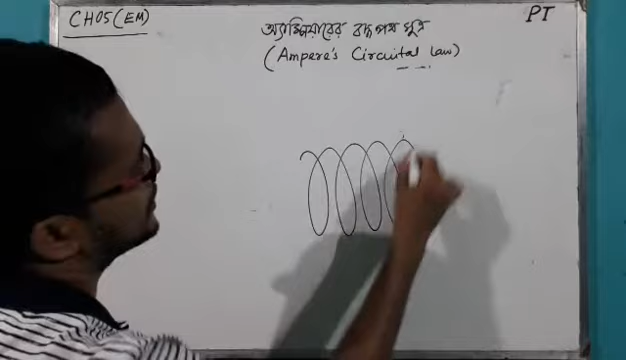 CH05(EM)
PT
অ্যাম্পিয়ারের বদ্ধপথ সূত্র
(Ampere's Circuital law)